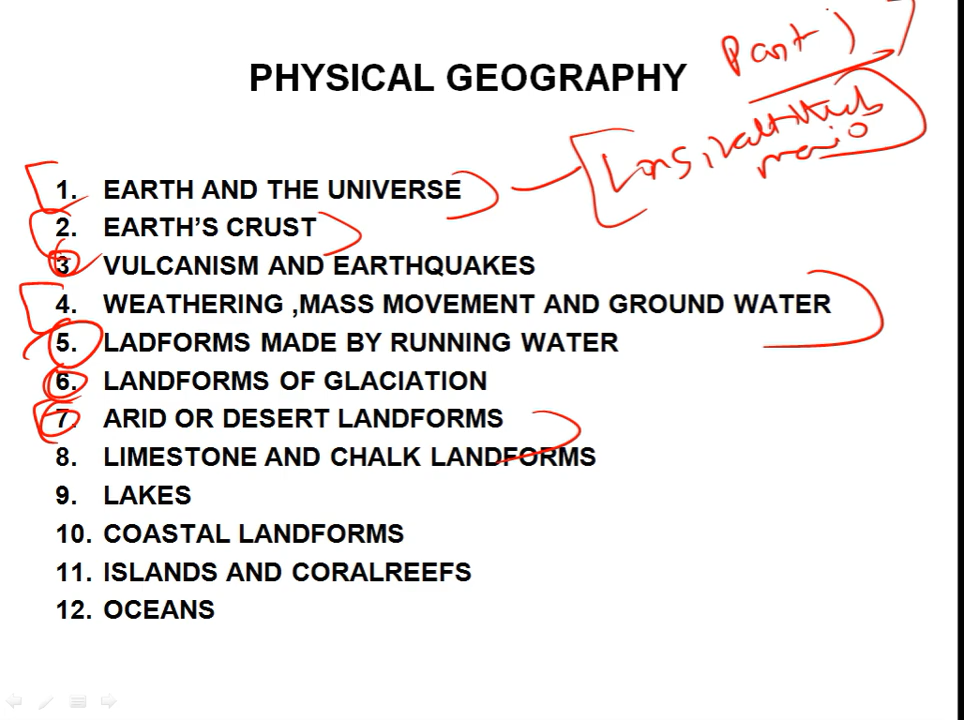 Part 1
PHYSICAL GEOGRAPHY
1. EARTH AND THE UNIVERSE
2. EARTH'S CRUST
3. VULCANISM AND EARTHQUAKES
4. WEATHERING ,MASS MOVEMENT AND GROUND WATER
5. LADFORMS MADE BY RUNNING WATER
6. LANDFORMS OF GLACIATION
7. ARID OR DESERT LANDFORMS
8. LIMESTONE AND CHALK LANDFORMS
9. LAKES
10. COASTAL LANDFORMS
11. ISLANDS AND CORALREEFS
12. OCEANS